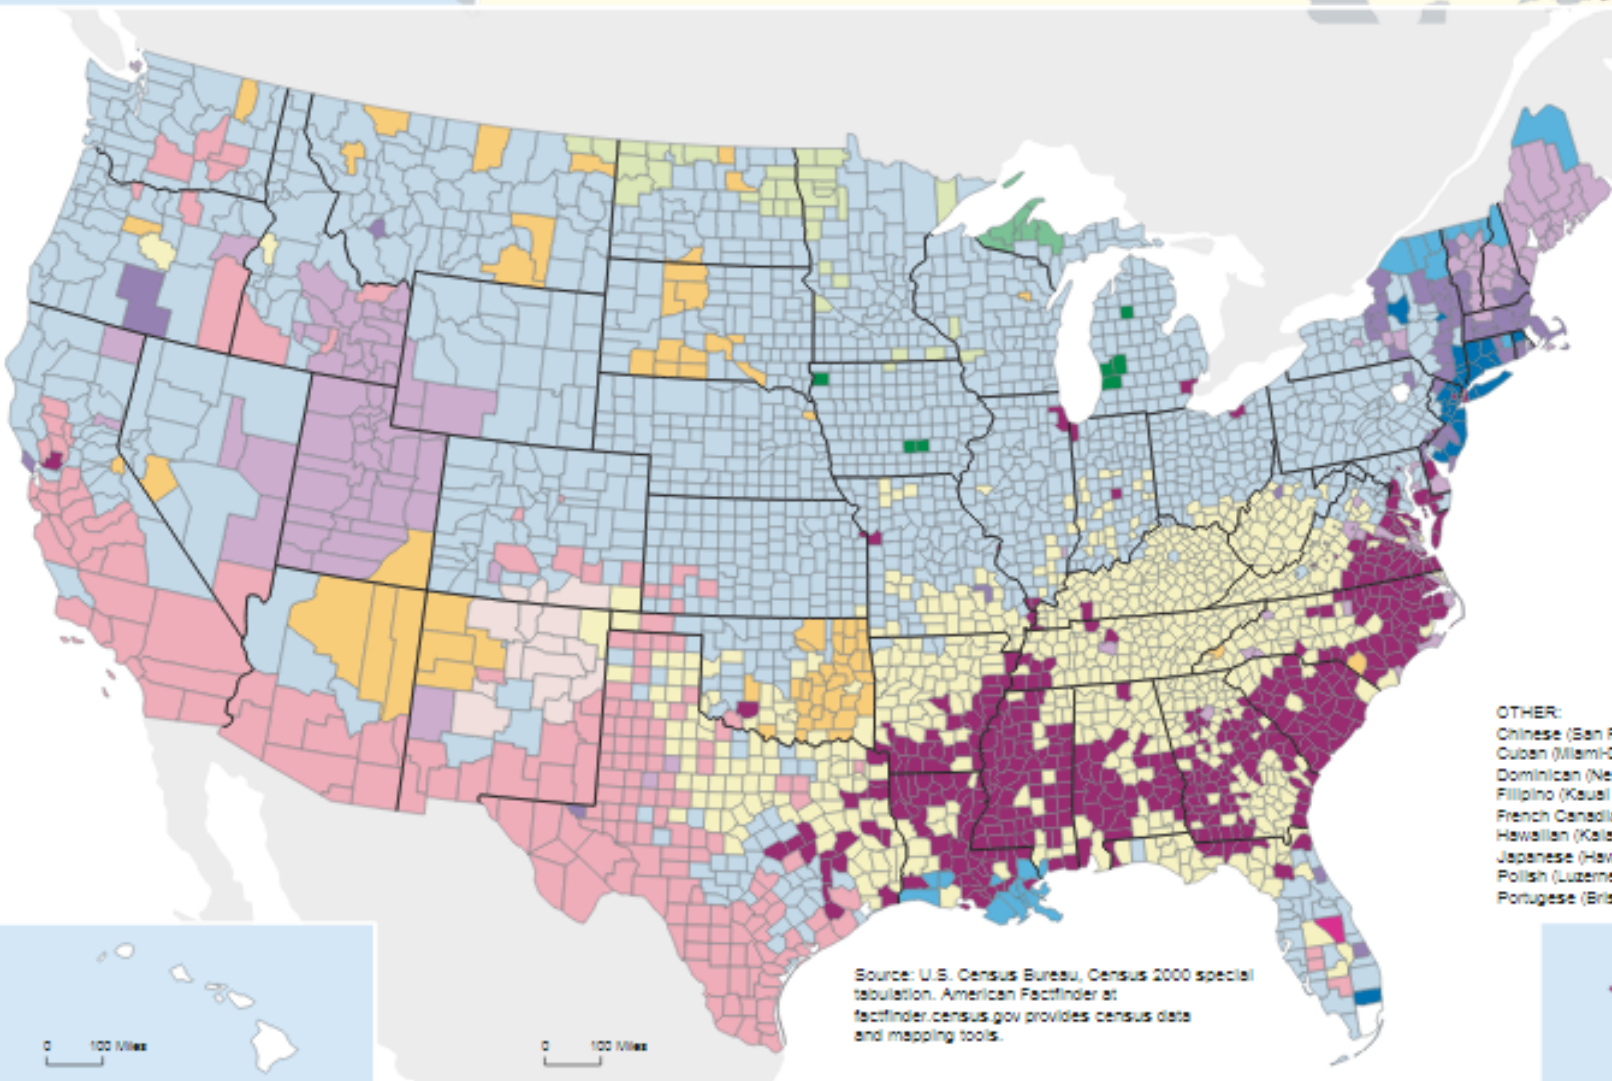 OTHER:
Chinese (San F
Cuban (Miami-D
Dominican (Ne
Filipino (Kauai
French Canadia
Hawaiian (Kala
Japanese (Haw
Polish (Luzerne
Portugese (Bris
Source: U.S. Census Bureau, Census 2000 special
tabulation. American Factfinder at
factfinder.census.gov provides census data
and mapping tools.
0 100 Miles
0 100 Miles